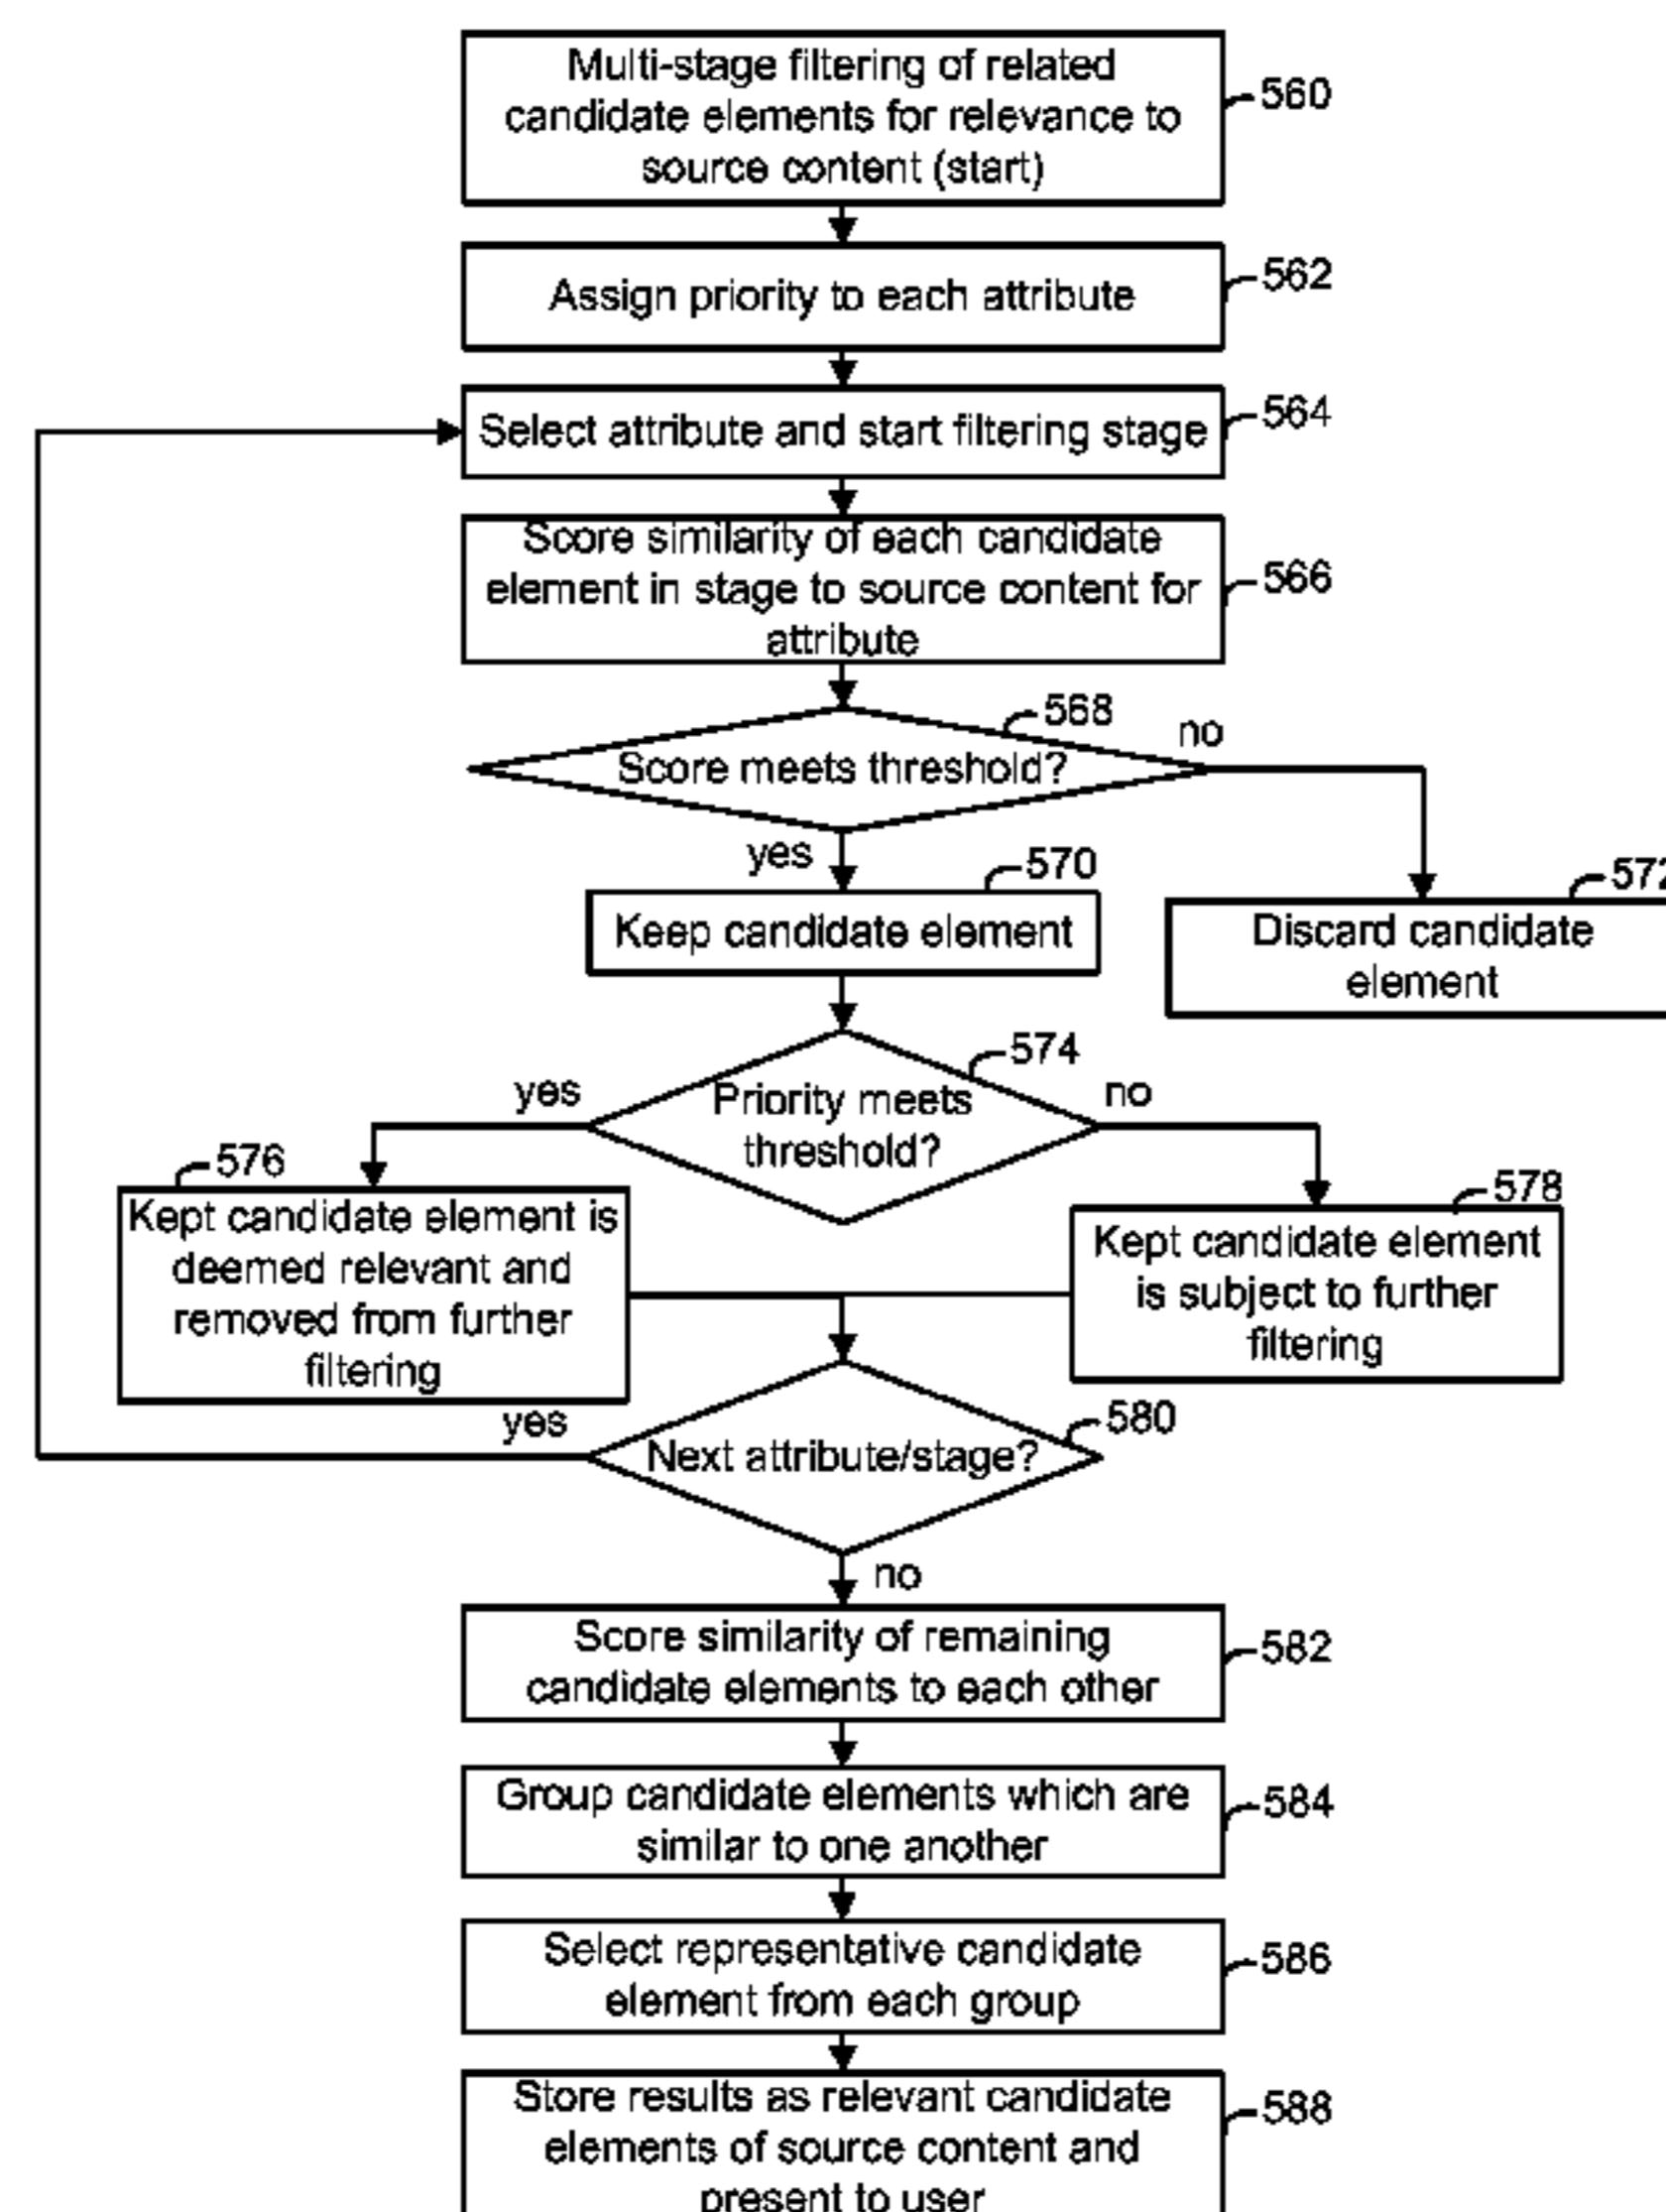 Multi-stage filtering of related
candidate elements for relevance to
source content (start)
560
Assign priority to each attribute
562
Select attribute and start filtering stage
564
Score similarity of each candidate
element in stage to source content for
attribute
566
568
no
Score meets threshold?
yes
570
Keep candidate element
572
Discard candidate
element
574
yes
no
Priority meets
threshold?
576
Kept candidate element is
deemed relevant and
removed from further
filtering
578
Kept candidate element
is subject to further
filtering
yes
580
Next attribute/stage?
no
Score similarity of remaining
candidate elements to each other
582
Group candidate elements which are
similar to one another
584
Select representative candidate
element from each group
586
Store results as relevant candidate
elements of source content and
present to user
588